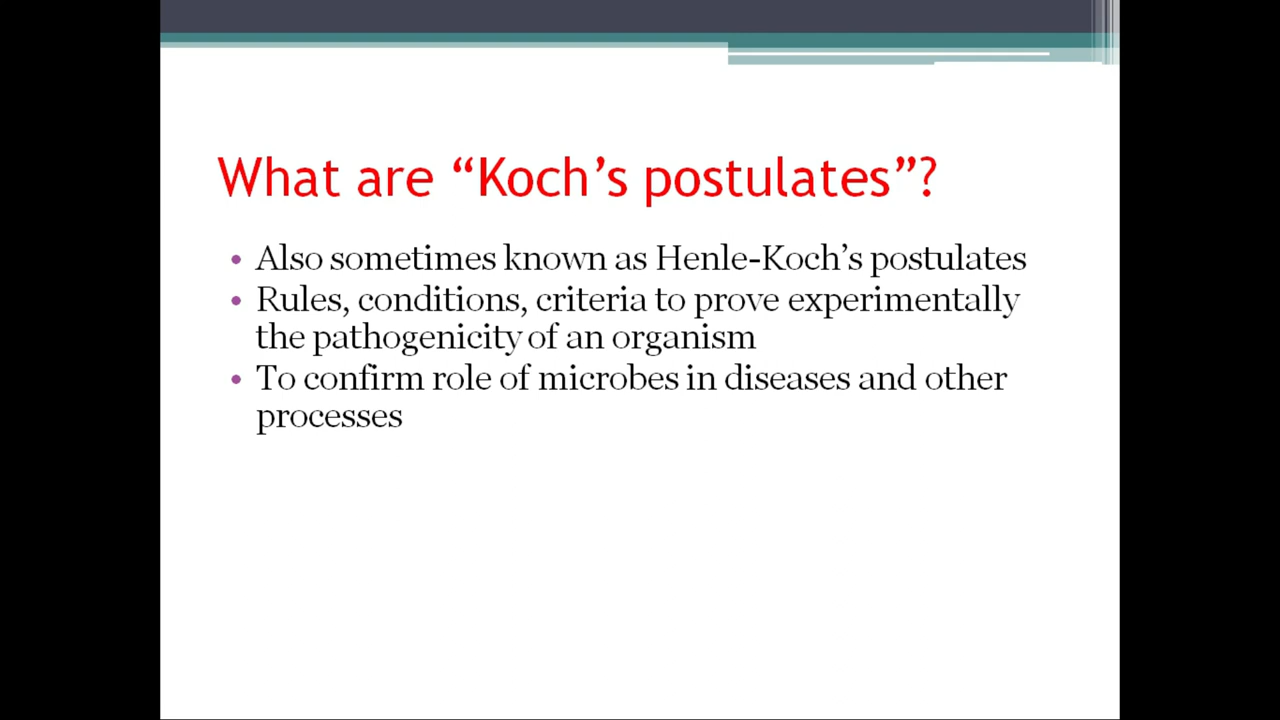 What are “Koch’s postulates”?
• Also sometimes known as Henle-Koch’s postulates
• Rules, conditions, criteria to prove experimentally
the pathogenicity of an organism
• To confirm role of microbes in diseases and other
processes